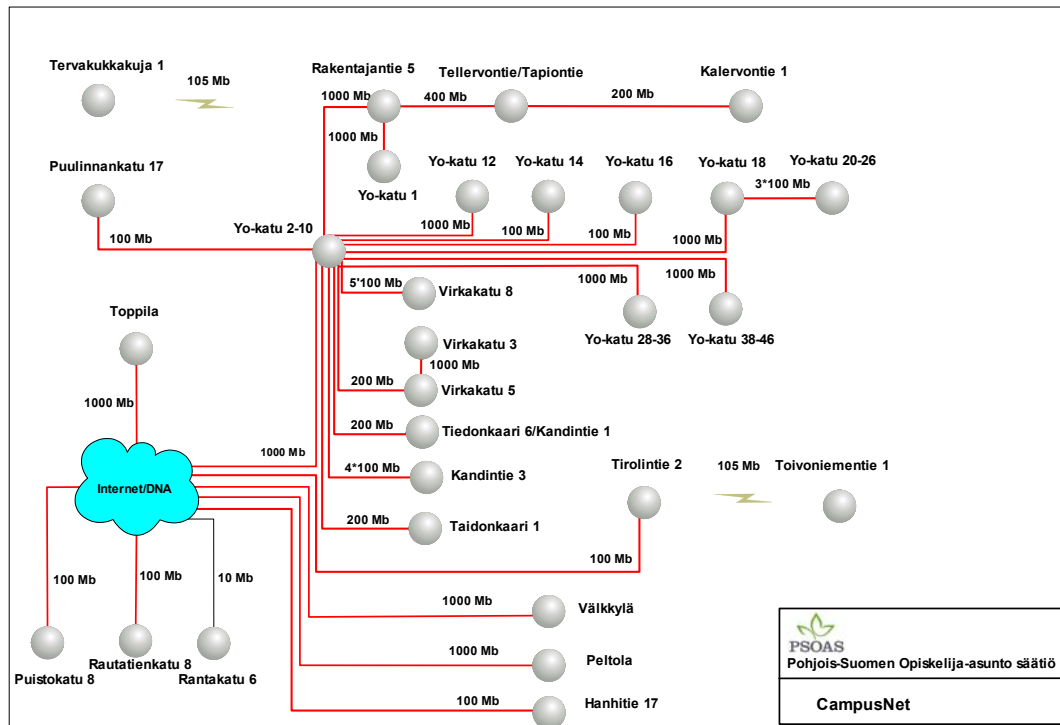 Tervakukkakuja 1
105 Mb
Rakentajantie 5
Tellervontie/Tapiontie
Kalervontie 1
1000 Mb
400 Mb
200 Mb
1000 Mb
Yo-katu 1
Puulinnankatu 17
Yo-katu 12
Yo-katu 14
Yo-katu 16
Yo-katu 18
Yo-katu 20-26
3*100 Mb
100 Mb
Yo-katu 2-10
1000 Mb
100 Mb
100 Mb
1000 Mb
1000 Mb
1000 Mb
5'100 Mb
Virkakatu 8
Yo-katu 28-36
Yo-katu 38-46
Toppila
Virkakatu 3
1000 Mb
200 Mb
Virkakatu 5
1000 Mb
200 Mb
Tiedonkaari 6/Kandintie 1
1000 Mb
4*100 Mb
Kandintie 3
Tirolintie 2
105 Mb
Toivoniementie 1
Internet/DNA
200 Mb
Taidonkaari 1
100 Mb
100 Mb
100 Mb
10 Mb
1000 Mb
Välkkylä
Puistokatu 8
Rautatienkatu 8
Rantakatu 6
1000 Mb
Peltola
100 Mb
Hanhitie 17
PSOAS
Pohjois-Suomen Opiskelija-asunto säätiö
CampusNet